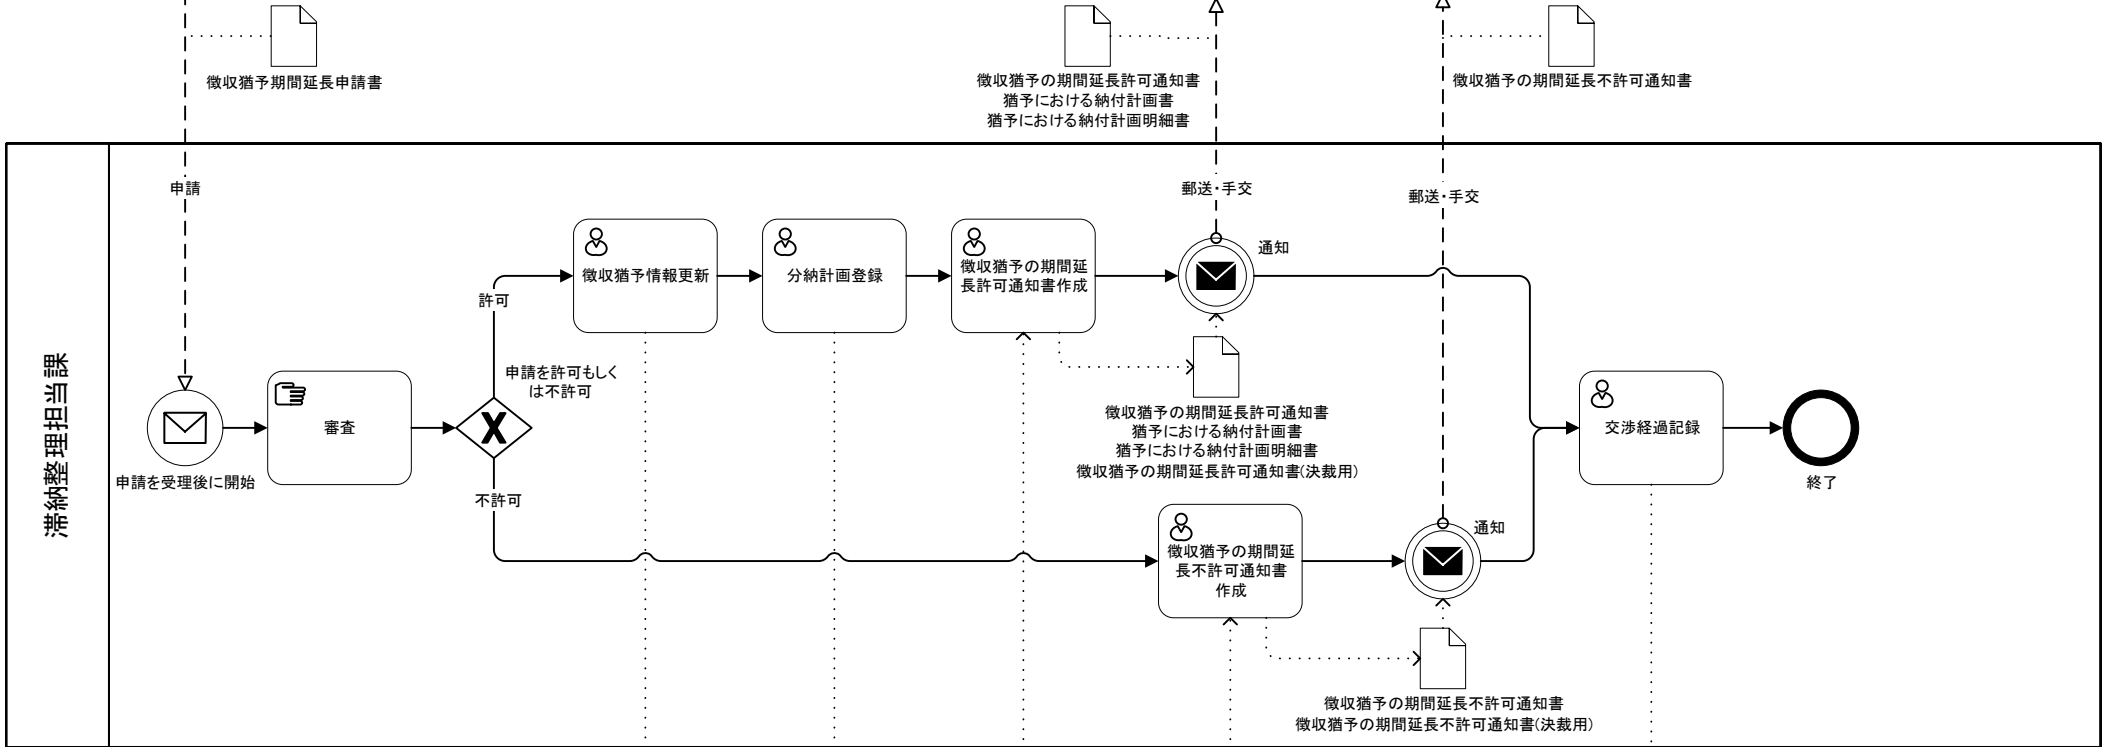 徴収猶予期間延長申請書
徴収猶予の期間延長許可通知書
猶予における納付計画書
猶予における納付計画明細書
徴収猶予の期間延長不許可通知書
滞納整理担当課
申請
郵送・手交
郵送・手交
申請を受理後に開始
審査
申請を許可もしく
は不許可
許可
不許可
徴収猶予情報更新
分納計画登録
徴収猶予の期間延
長許可通知書作成
通知
徴収猶予の期間延長許可通知書
猶予における納付計画書
猶予における納付計画明細書
徴収猶予の期間延長許可通知書(決裁用)
徴収猶予の期間延
長不許可通知書
作成
通知
徴収猶予の期間延長不許可通知書
徴収猶予の期間延長不許可通知書(決裁用)
交渉経過記録
終了